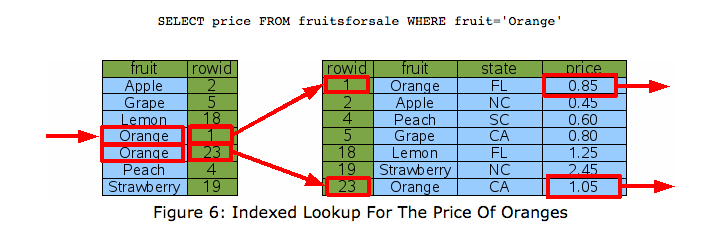 SELECT price FROM fruitsforsale WHERE fruit='Orange'
fruit rowid
Apple 2
Grape 5
Lemon 18
Orange 1
Orange 23
Peach 4
Strawberry 19
rowid fruit state price
1 Orange FL 0.85
2 Apple NC 0.45
4 Peach SC 0.60
5 Grape CA 0.80
18 Lemon FL 1.25
19 Strawberry NC 2.45
23 Orange CA 1.05
Figure 6: Indexed Lookup For The Price Of Oranges